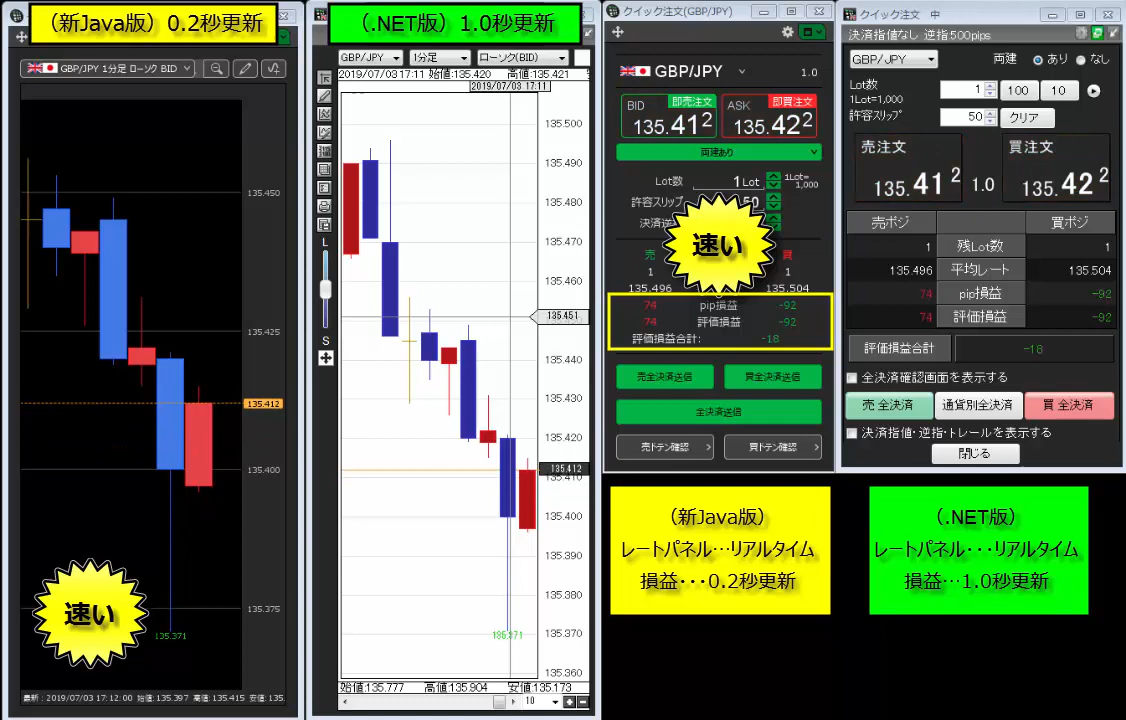 （新Java版）0.2秒更新
GBP/JPY 1分足 ローソク BID
135.450
135.425
135.412
135.400
135.375
135.371
速い
最新 : 2019/07/03 17:12:00 始値:135.397 高値:135.415 安値:135.
（.NET版）1.0秒更新
GBP/JPY 1分足 ローソク(BID)
2019/07/03 17:11 始値:135.420 高値:135.421
2019/07/03 17:11
135.500
135.490
135.480
135.470
135.460
135.451
135.440
135.430
135.420
135.412
135.410
135.400
135.390
135.380
135.371
135.370
135.360
L
S
始値:135.777 高値:135.904 安値:135.173
10
クイック注文(GBP/JPY)
GBP/JPY 1.0
BID 即売注文 ASK 即買注文
135.412 135.422
両建あり
Lot数 1 Lot 1Lot= 1,000
許容スリップ 50
速い
売 買
1 1
135.496 135.504
74 pip損益 -92
74 評価損益 -92
評価損益合計: -18
売全決済送信 買全決済送信
全決済送信
売ドテン確認 買ドテン確認
クイック注文 中
決済指値なし 逆指500pips
GBP/JPY 両建 あり なし
Lot数 1 100 10
1Lot=1,000
許容スリップ 50 クリア
売注文 買注文
135.412 1.0 135.422
売ポジ 買ポジ
1 残Lot数 1
135.496 平均レート 135.504
74 pip損益 -92
74 評価損益 -92
評価損益合計 -18
全決済確認画面を表示する
売 全決済 通貨別全決済 買 全決済
決済指値・逆指・トレールを表示する
閉じる
（新Java版）
レートパネル…リアルタイム
損益・・・0.2秒更新
（.NET版）
レートパネル・・・リアルタイム
損益…1.0秒更新